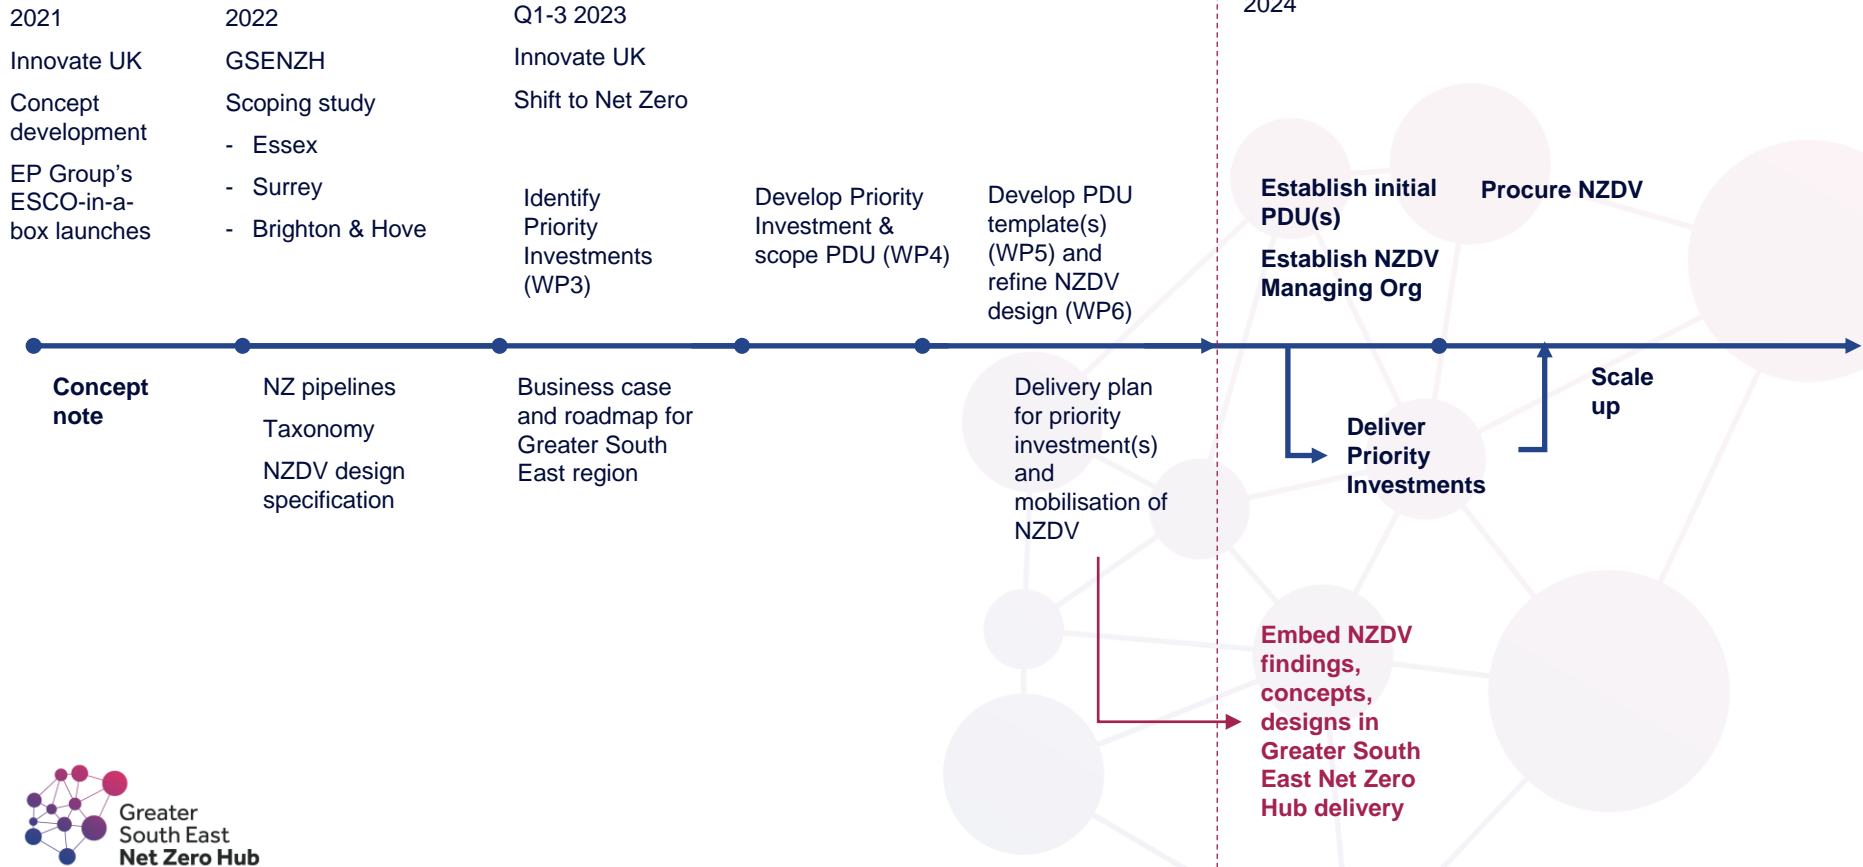 2021
Innovate UK
Concept
development
EP Group’s
ESCO-in-a-
box launches
2022
GSENZH
Scoping study
- Essex
- Surrey
- Brighton & Hove
Q1-3 2023
Innovate UK
Shift to Net Zero
Identify
Priority
Investments
(WP3)
Develop Priority
Investment &
scope PDU (WP4)
Develop PDU
template(s)
(WP5) and
refine NZDV
design (WP6)
2024
Establish initial
PDU(s)
Establish NZDV
Managing Org
Procure NZDV
Concept
note
NZ pipelines
Taxonomy
NZDV design
specification
Business case
and roadmap for
Greater South
East region
Delivery plan
for priority
investment(s)
and
mobilisation of
NZDV
Deliver
Priority
Investments
Scale
up
Embed NZDV
findings,
concepts,
designs in
Greater South
East Net Zero
Hub delivery
Greater
South East
Net Zero Hub